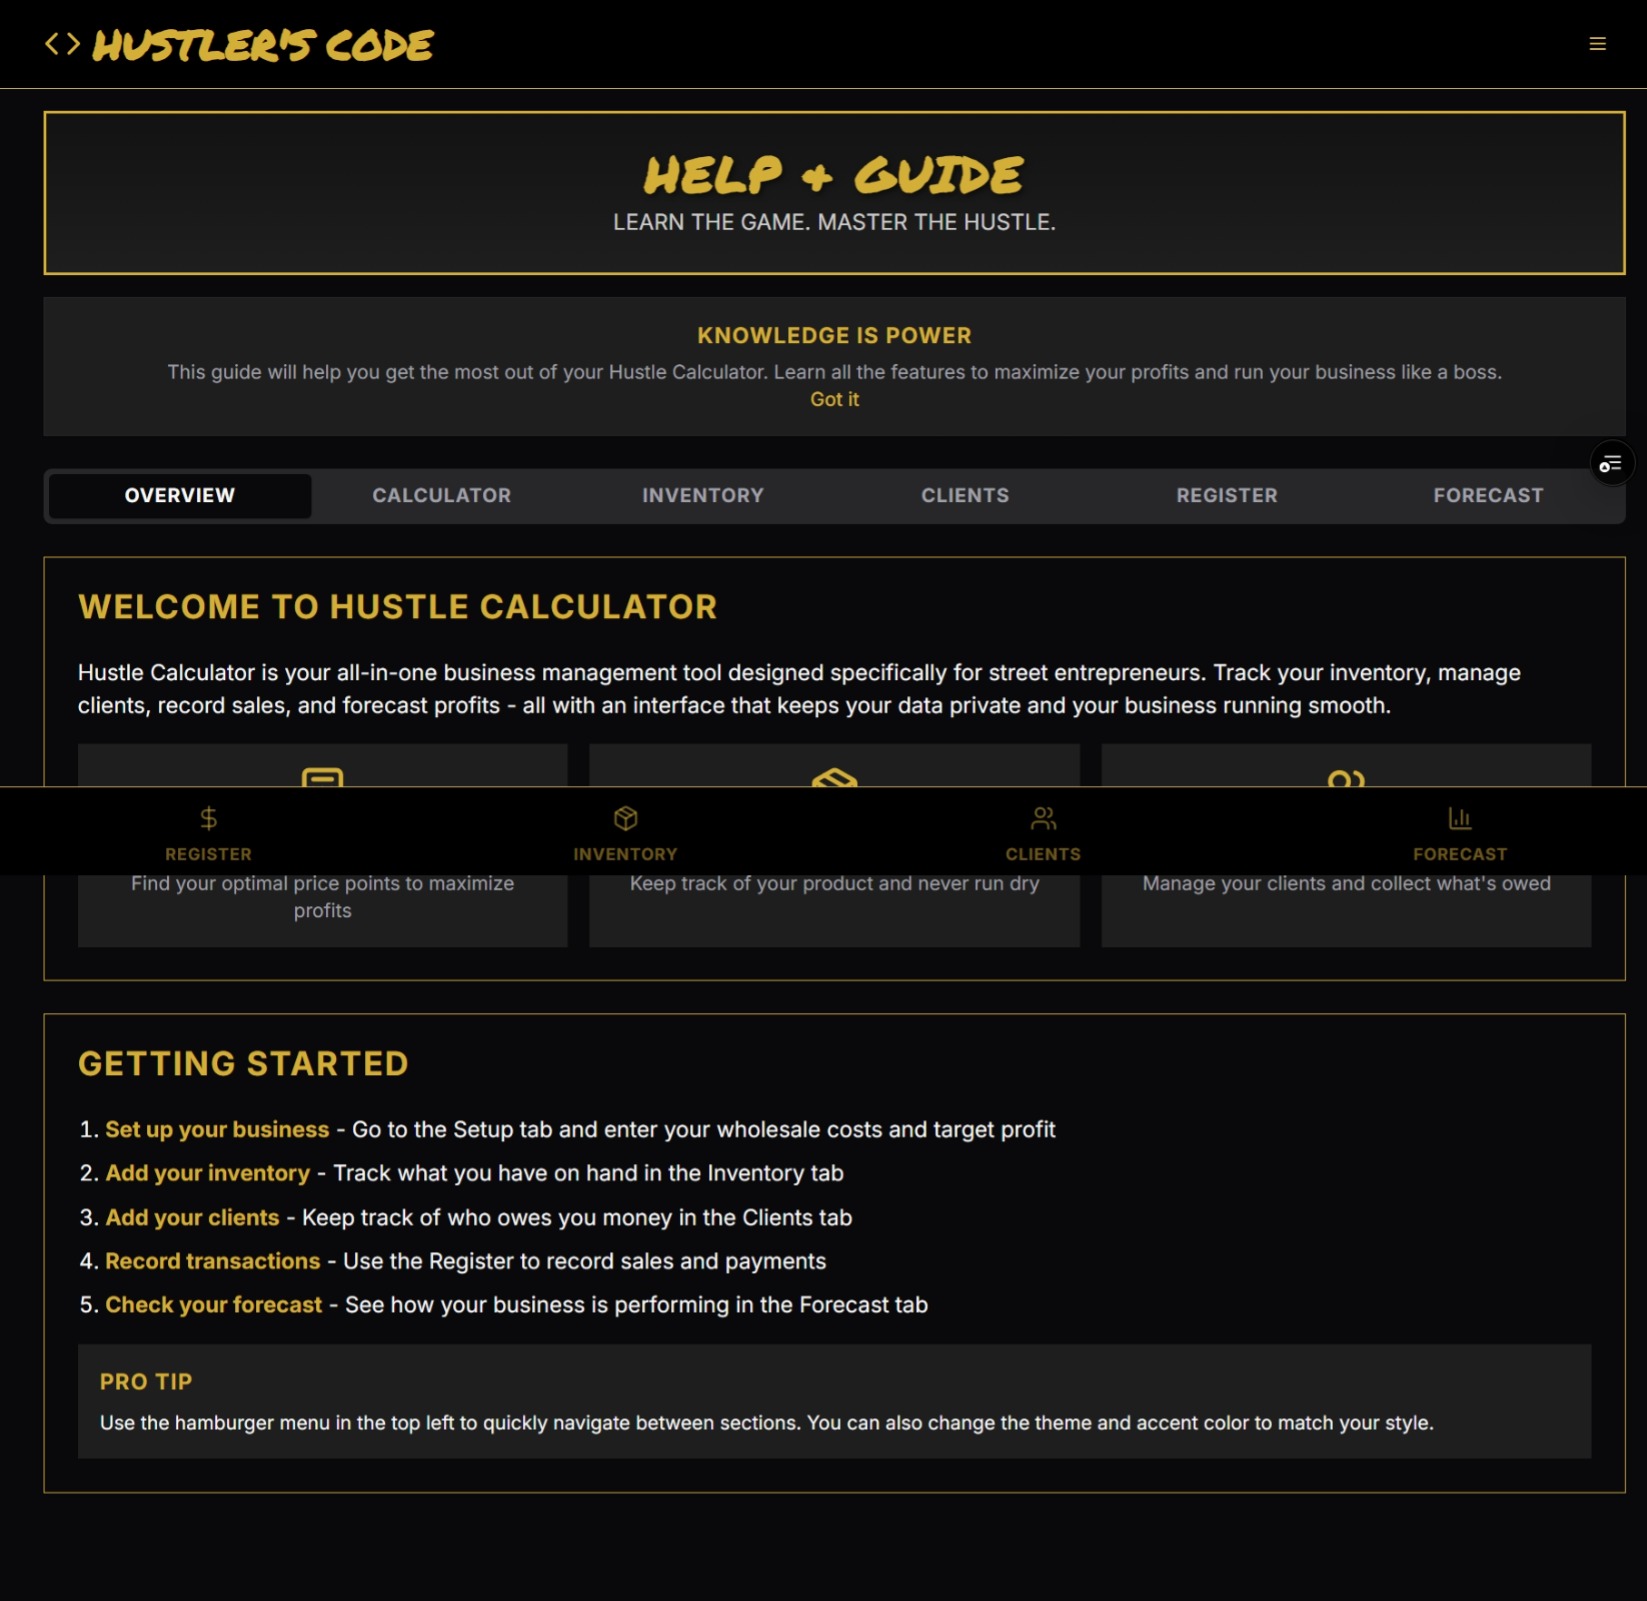 HUSTLER'S CODE
HELP & GUIDE
LEARN THE GAME. MASTER THE HUSTLE.
KNOWLEDGE IS POWER
This guide will help you get the most out of your Hustle Calculator. Learn all the features to maximize your profits and run your business like a boss.
Got it
OVERVIEW
CALCULATOR
INVENTORY
CLIENTS
REGISTER
FORECAST
WELCOME TO HUSTLE CALCULATOR
Hustle Calculator is your all-in-one business management tool designed specifically for street entrepreneurs. Track your inventory, manage
clients, record sales, and forecast profits - all with an interface that keeps your data private and your business running smooth.
REGISTER
INVENTORY
CLIENTS
FORECAST
Find your optimal price points to maximize
profits
Keep track of your product and never run dry
Manage your clients and collect what's owed
GETTING STARTED
1. Set up your business - Go to the Setup tab and enter your wholesale costs and target profit
2. Add your inventory - Track what you have on hand in the Inventory tab
3. Add your clients - Keep track of who owes you money in the Clients tab
4. Record transactions - Use the Register to record sales and payments
5. Check your forecast - See how your business is performing in the Forecast tab
PRO TIP
Use the hamburger menu in the top left to quickly navigate between sections. You can also change the theme and accent color to match your style.